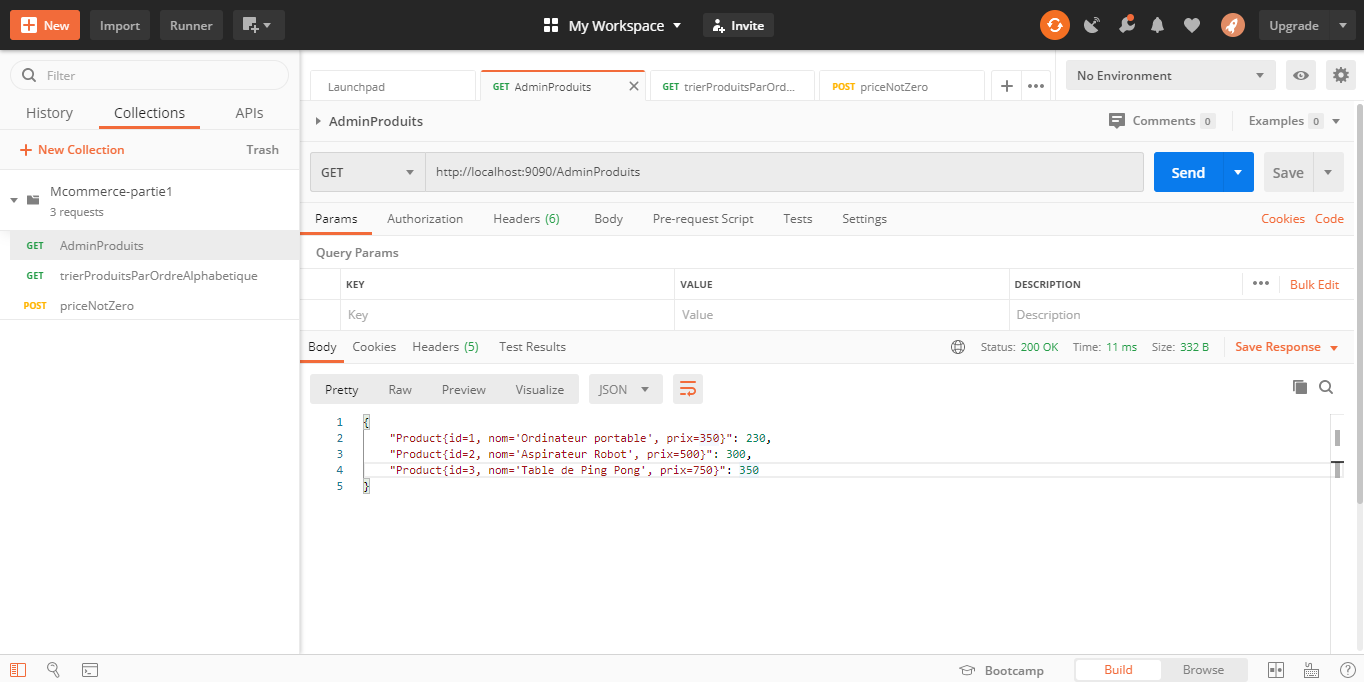 New
Import
Runner
My Workspace
Invite
Upgrade
Filter
History
Collections
APIs
New Collection
Trash
Mcommerce-partie1
3 requests
GET AdminProduits
GET trierProduitsParOrdreAlphabetique
POST priceNotZero
Launchpad
GET AdminProduits
GET trierProduitsParOrd...
POST priceNotZero
No Environment
AdminProduits
Comments 0
Examples 0
GET
http://localhost:9090/AdminProduits
Send
Save
Params
Authorization
Headers (6)
Body
Pre-request Script
Tests
Settings
Cookies
Code
Query Params
KEY
VALUE
DESCRIPTION
Bulk Edit
Key
Value
Description
Body
Cookies
Headers (5)
Test Results
Status: 200 OK
Time: 11 ms
Size: 332 B
Save Response
Pretty
Raw
Preview
Visualize
JSON
1 {
2 "Product{id=1, nom='Ordinateur portable', prix=350}": 230,
3 "Product{id=2, nom='Aspirateur Robot', prix=500}": 300,
4 "Product{id=3, nom='Table de Ping Pong', prix=750}": 350
5 }
Bootcamp
Build
Browse